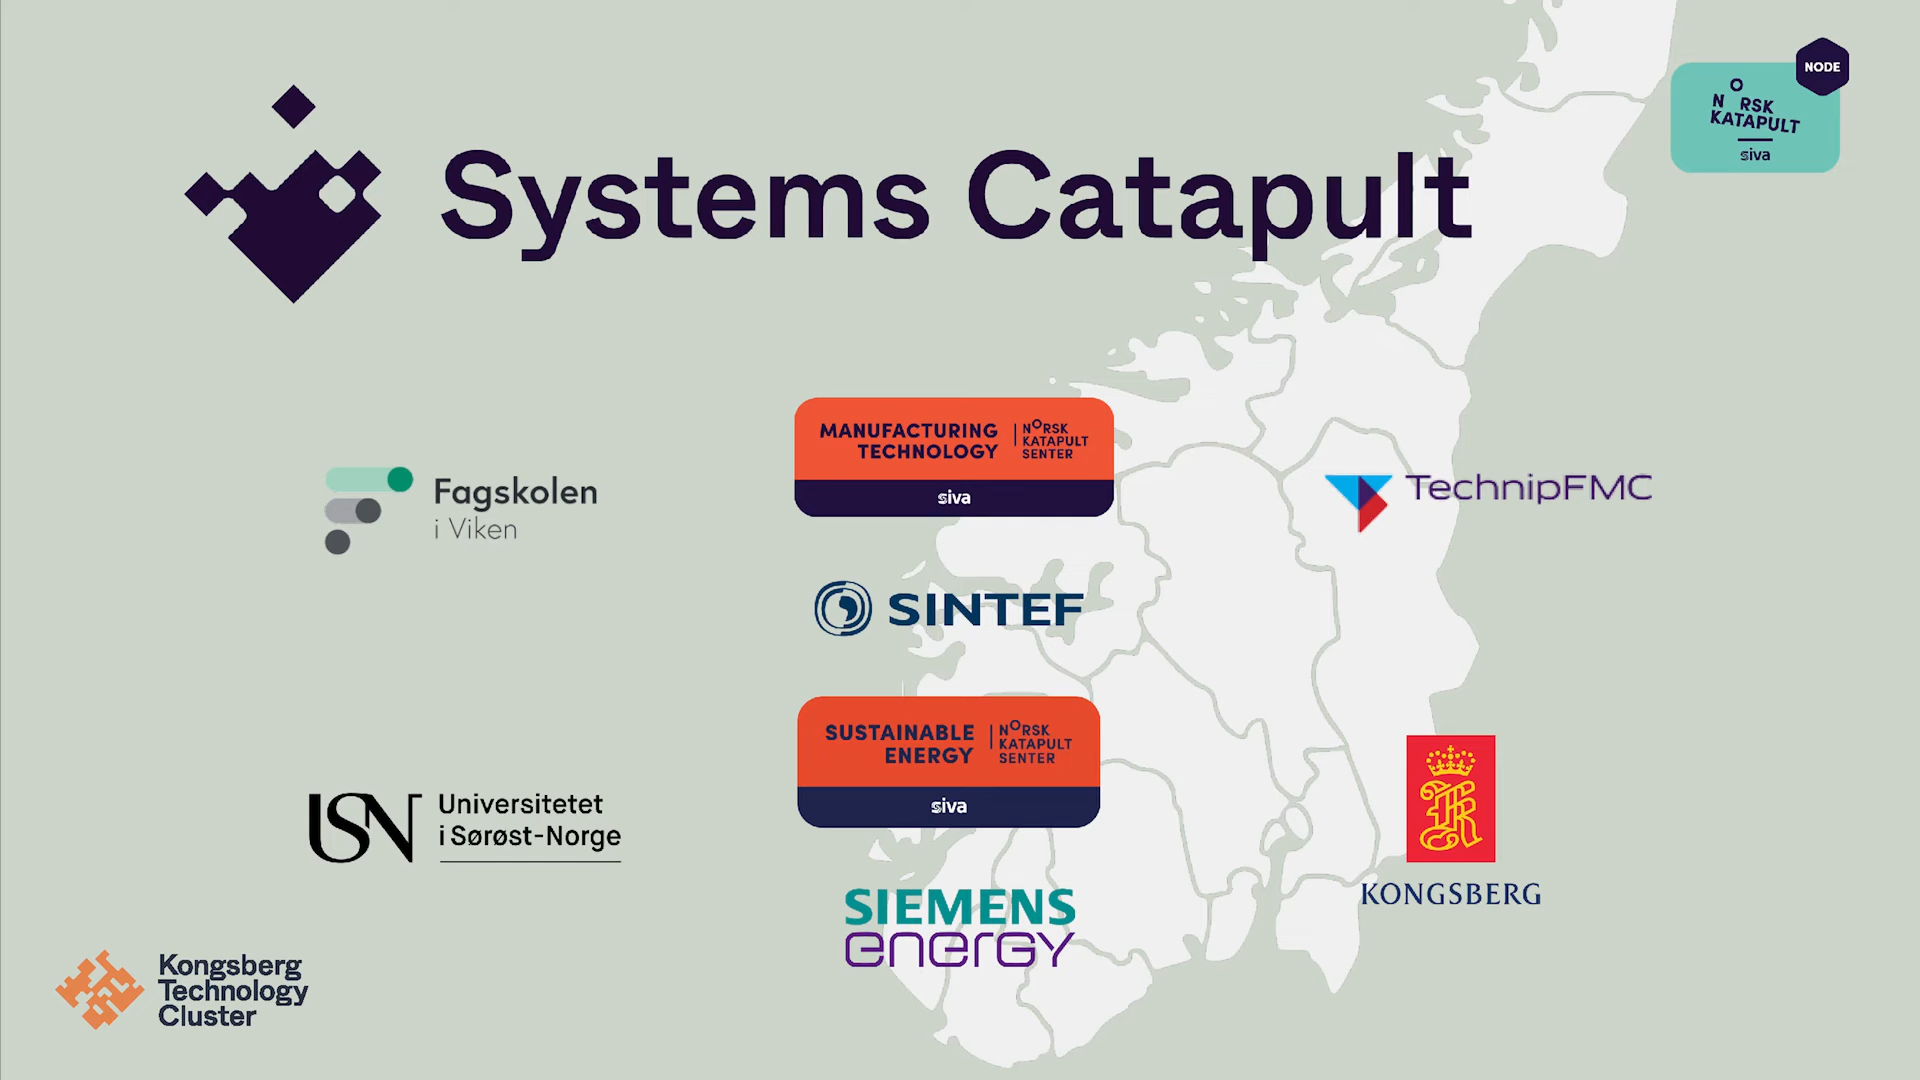 NODE
NORSK
KATAPULT
siva
Systems Catapult
MANUFACTURING
TECHNOLOGY
NORSK
KATAPULT
SENTER
siva
Fagskolen
i Viken
TechnipFMC
SINTEF
SUSTAINABLE
ENERGY
NORSK
KATAPULT
SENTER
siva
USN
Universitetet
i Sørøst-Norge
KONGSBERG
SIEMENS
energy
Kongsberg
Technology
Cluster